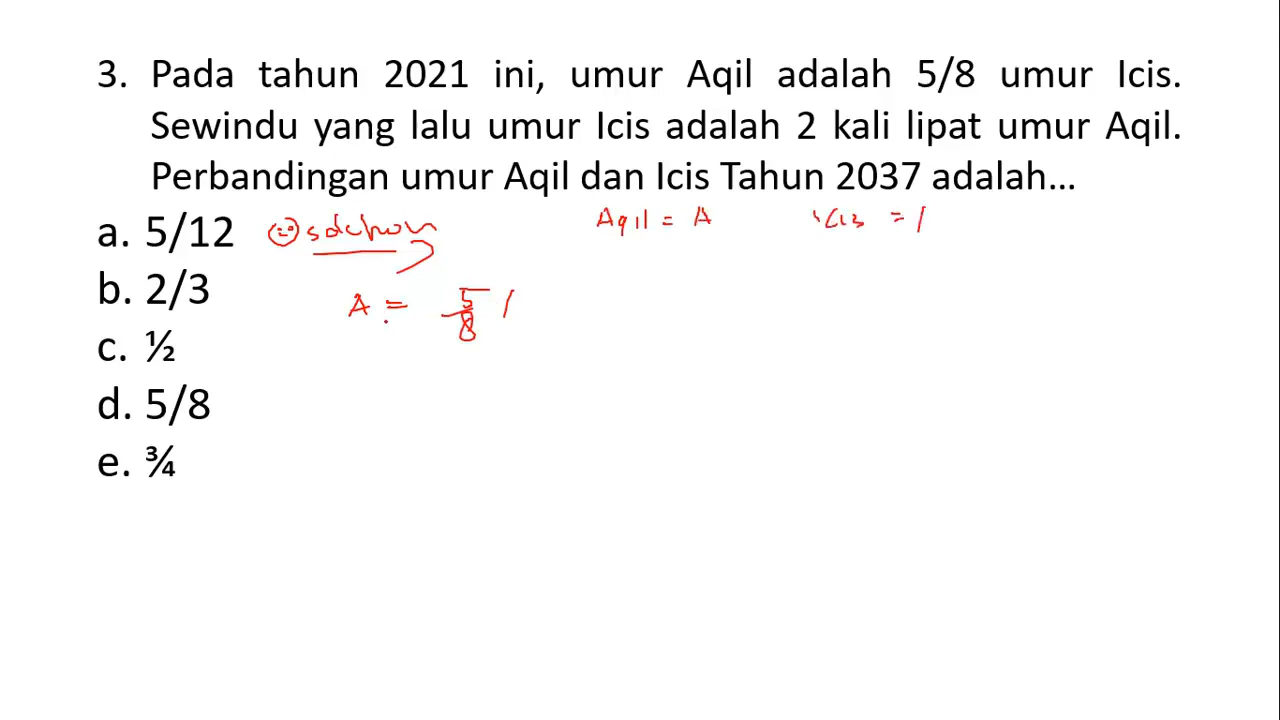 3. Pada tahun 2021 ini, umur Aqil adalah 5/8 umur Icis.
Sewindu yang lalu umur Icis adalah 2 kali lipat umur Aqil.
Perbandingan umur Aqil dan Icis Tahun 2037 adalah...
a. 5/12
Aqil = A
Icis = I
b. 2/3
A = 5/8 I
c. ½
d. 5/8
e. ¾